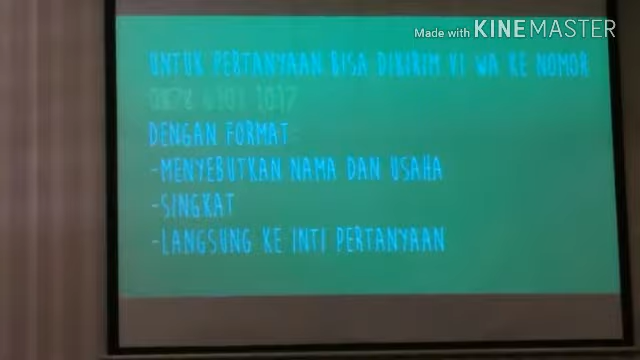 Made with KINEMASTER
UNTUK PERTANYAAN BISA DIKIRIM VI WA KE NOMOR
DENGAN FORMAT
-MENYEBUTKAN NAMA DAN USAHA
-SINGKAT
-LANGSUNG KE INTI PERTANYAAN